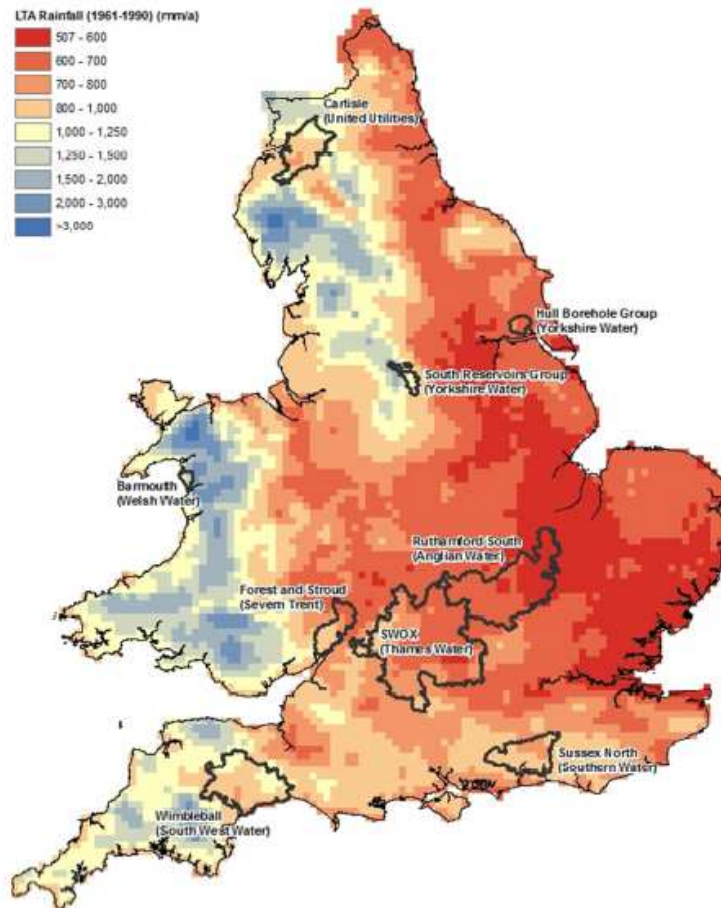 LTA Rainfall (1961-1990) (mm/a)
507 - 600
600 - 700
700 - 800
800 - 1,000
1,000 - 1,250
1,250 - 1,500
1,500 - 2,000
2,000 - 3,000
>3,000
Carlisle
(United Utilities)
Hull Borehole Group
(Yorkshire Water)
South Reservoirs Group
(Yorkshire Water)
Barmouth
(Welsh Water)
Ruthamford South
(Anglian Water)
Forest and Stroud
(Severn Trent)
SWOX
(Thames Water)
Sussex North
(Southern Water)
Wimbleball
(South West Water)